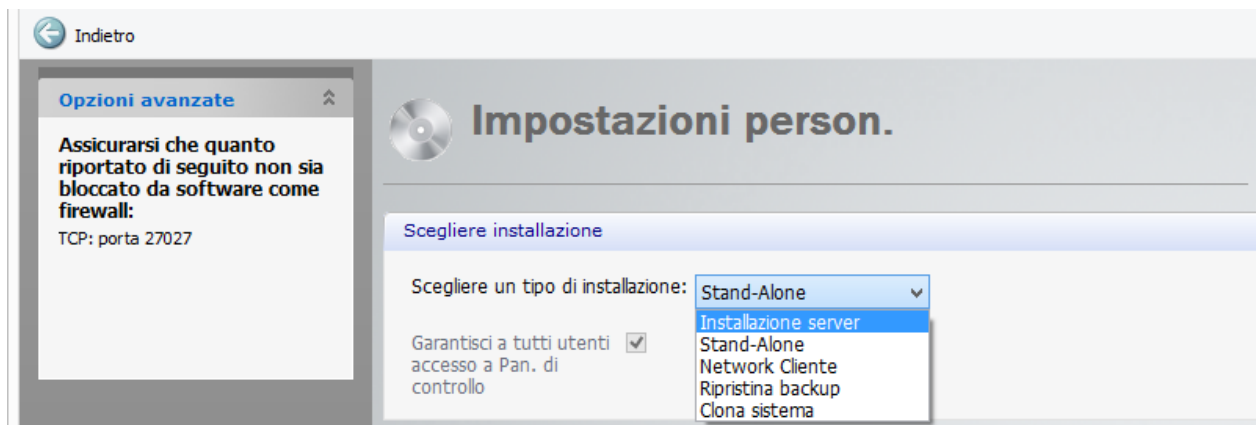 Indietro
Opzioni avanzate
Assicurarsi che quanto
riportato di seguito non sia
bloccato da software come
firewall:
TCP: porta 27027
Impostazioni person.
Scegliere installazione
Scegliere un tipo di installazione:
Stand-Alone
Installazione server
Stand-Alone
Network Cliente
Ripristina backup
Clona sistema
Garantisci a tutti utenti
accesso a Pan. di
controllo